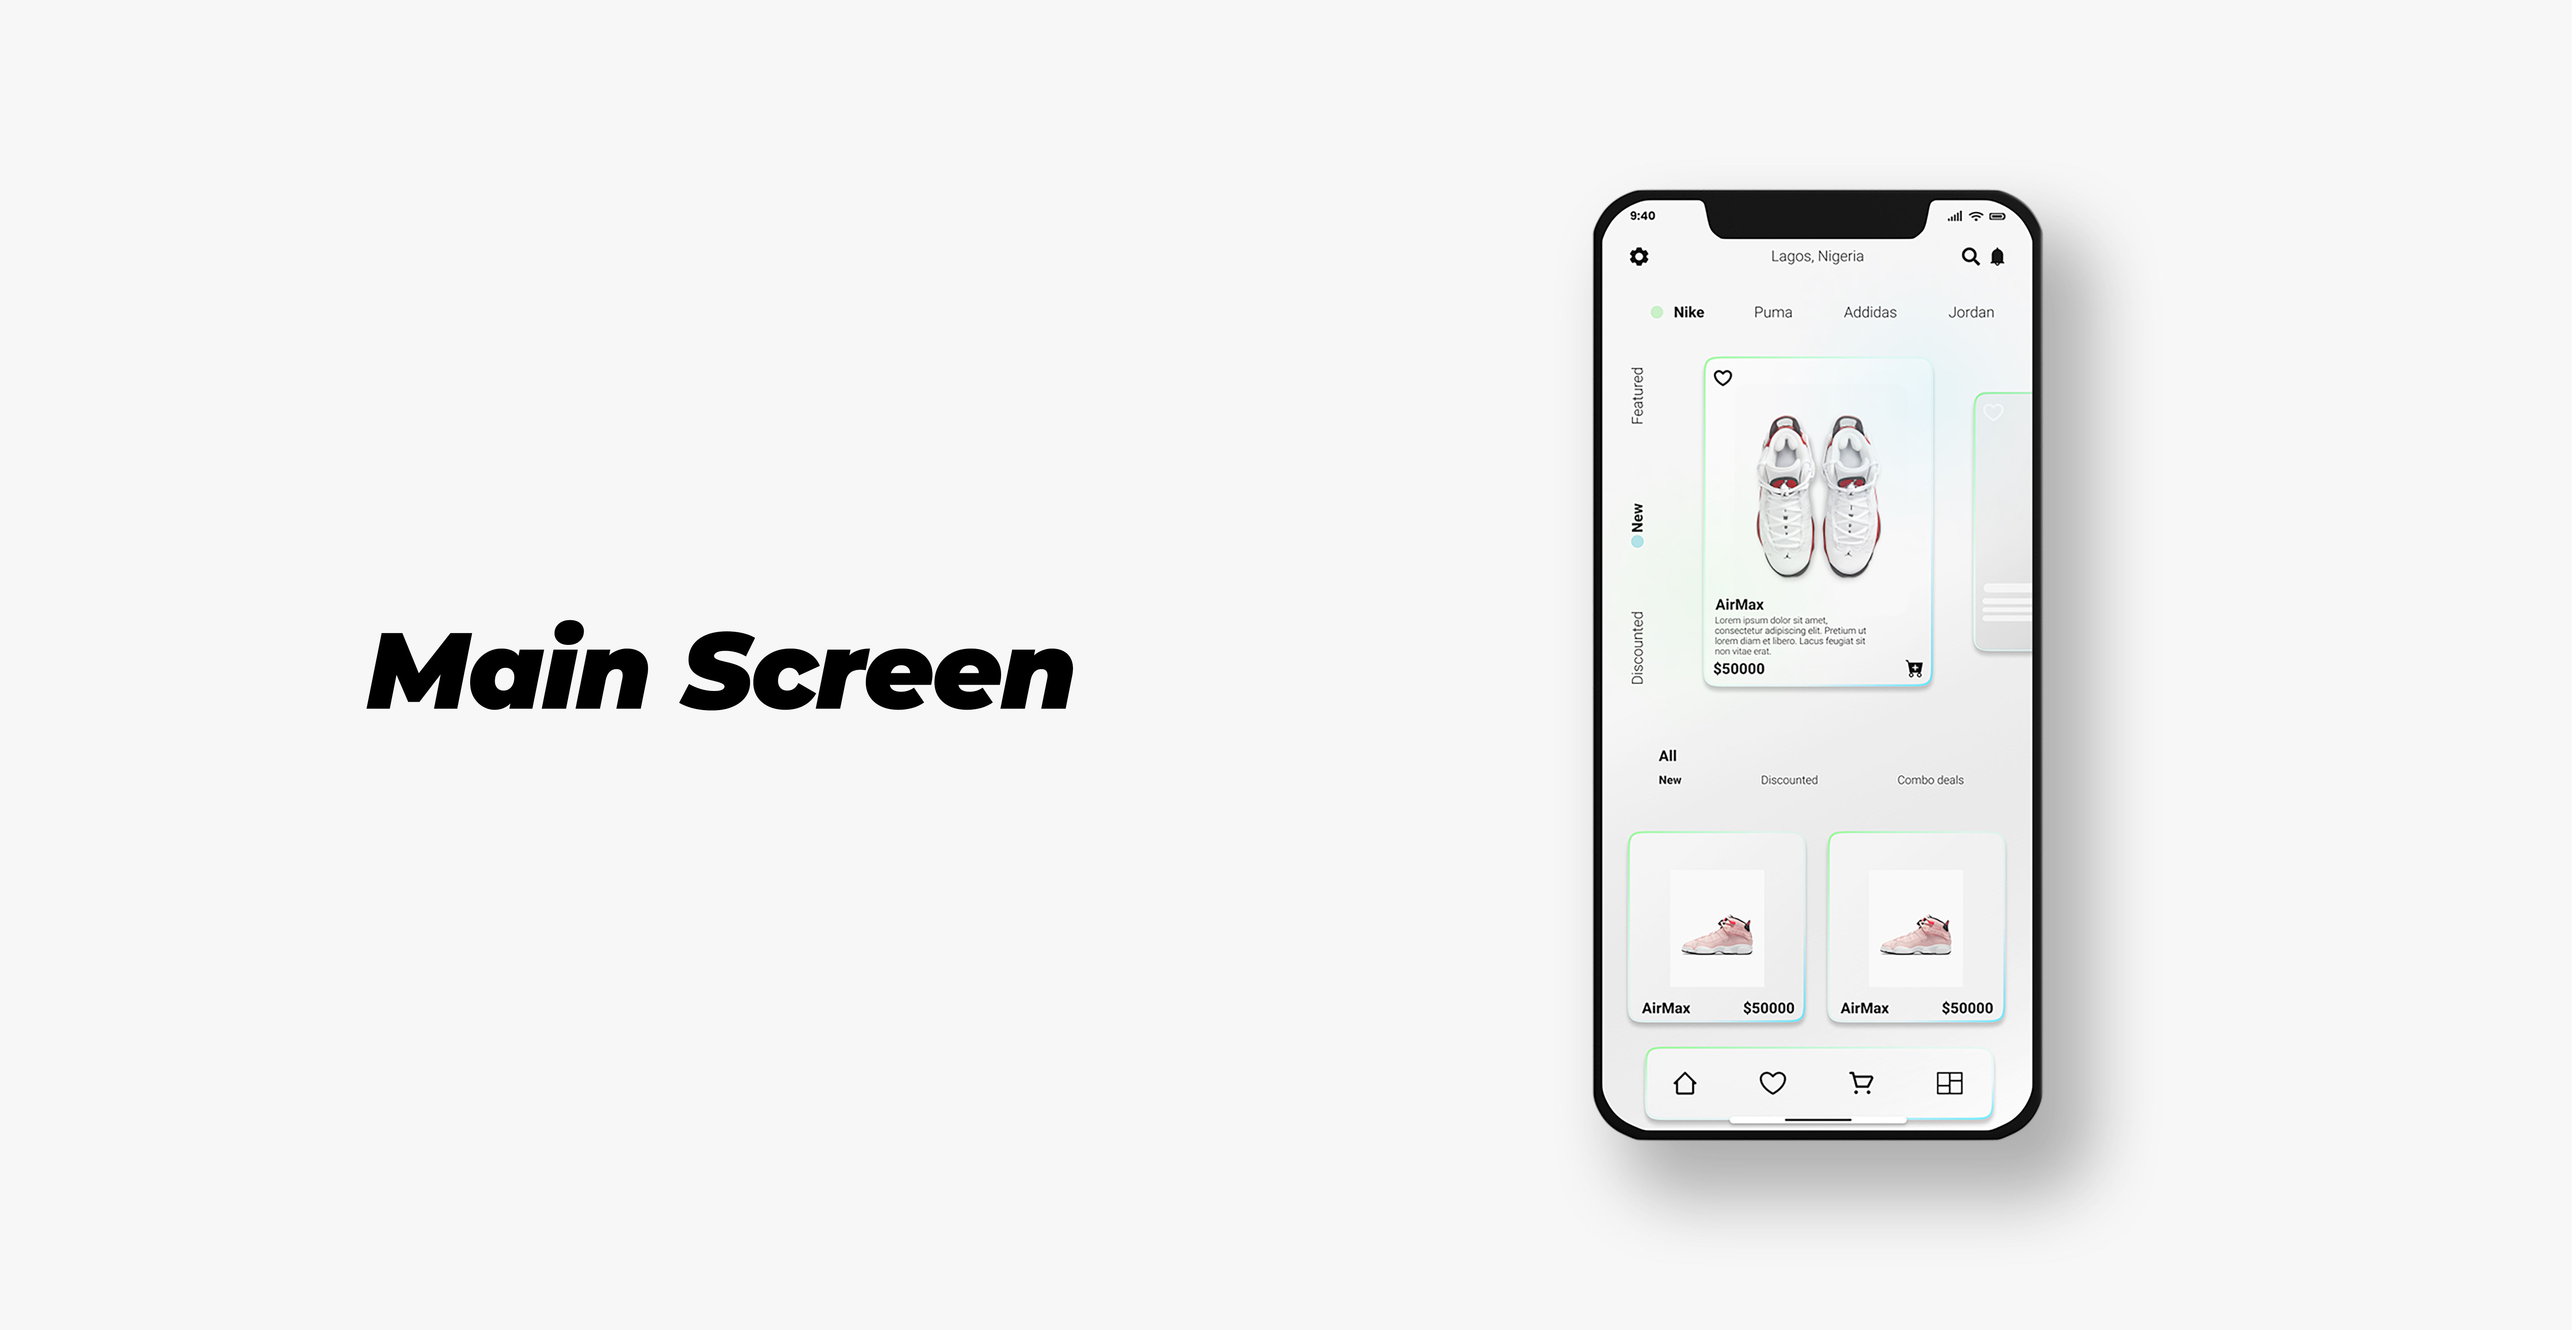 Main Screen
9:40
Lagos, Nigeria
Nike Puma Addidas Jordan
Featured
New
Discounted
AirMax
Lorem ipsum dolor sit amet,
consectetur adipiscing elit. Pretium ut
lorem diam et libero. Lacus feugiat sit
non vitae erat.
$50000
All
New Discounted Combo deals
AirMax $50000
AirMax $50000